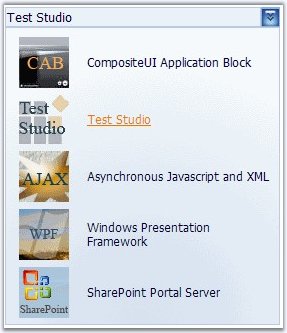 Test Studio
CAB
CompositeUI Application Block
Test
Studio
Test Studio
AJAX
Asynchronous Javascript and XML
WPF
Windows Presentation
Framework
SharePoint
SharePoint Portal Server